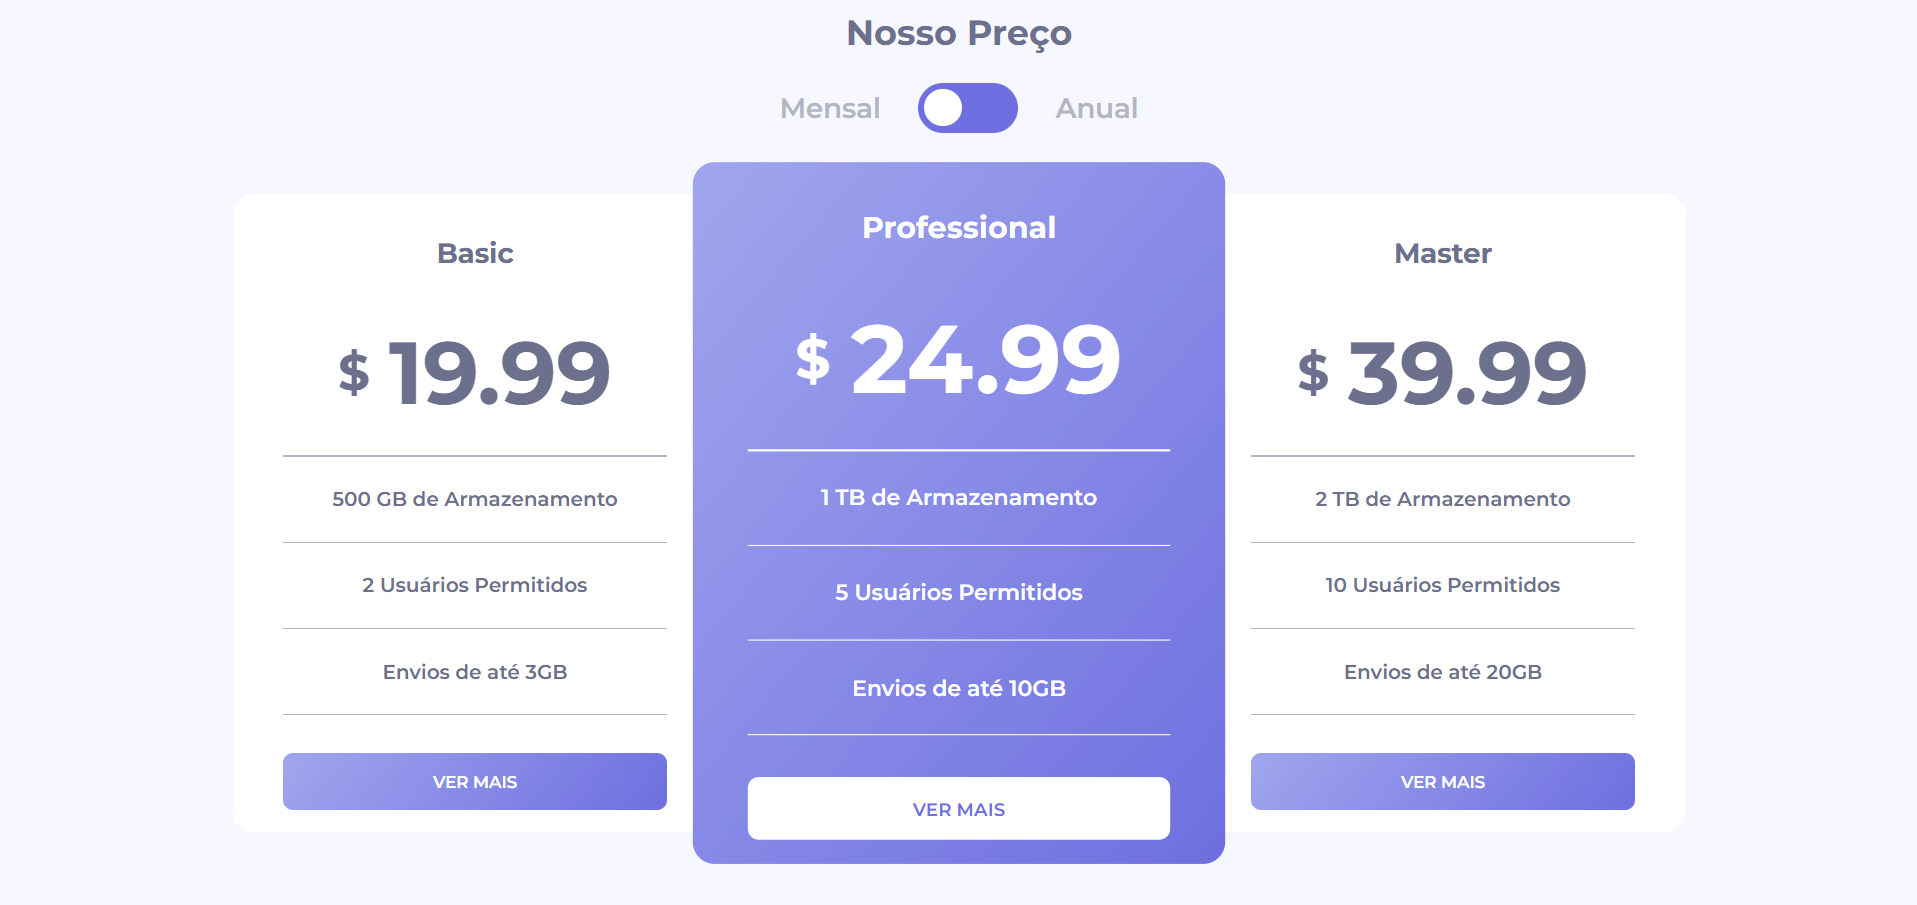 Nosso Preço
Mensal Anual
Basic
$ 19.99
500 GB de Armazenamento
2 Usuários Permitidos
Envios de até 3GB
VER MAIS
Professional
$ 24.99
1 TB de Armazenamento
5 Usuários Permitidos
Envios de até 10GB
VER MAIS
Master
$ 39.99
2 TB de Armazenamento
10 Usuários Permitidos
Envios de até 20GB
VER MAIS